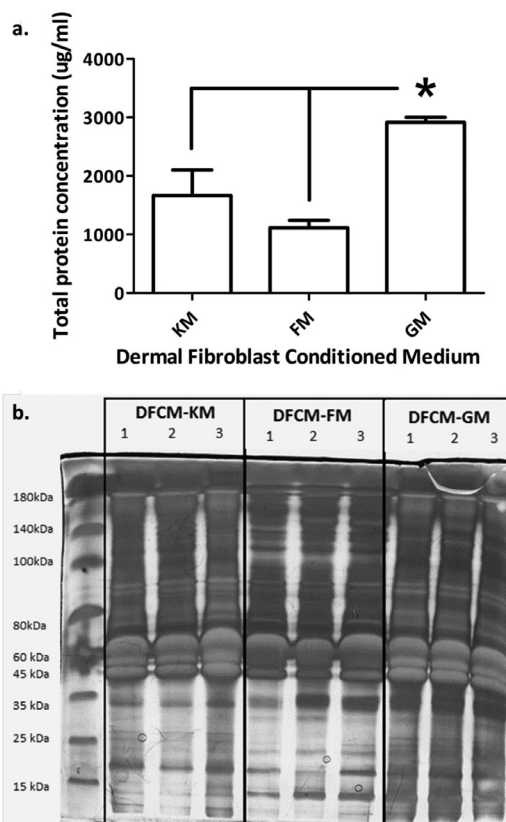 a.
Total protein concentration (ug/ml)
4000
3000
2000
1000
0
*
KM
FM
GM
Dermal Fibroblast Conditioned Medium
b.
DFCM-KM DFCM-FM DFCM-GM
1 2 3 1 2 3 1 2 3
180kDa
140kDa
100kDa
80kDa
60 kDa
45 kDa
35 kDa
25 kDa
15 kDa